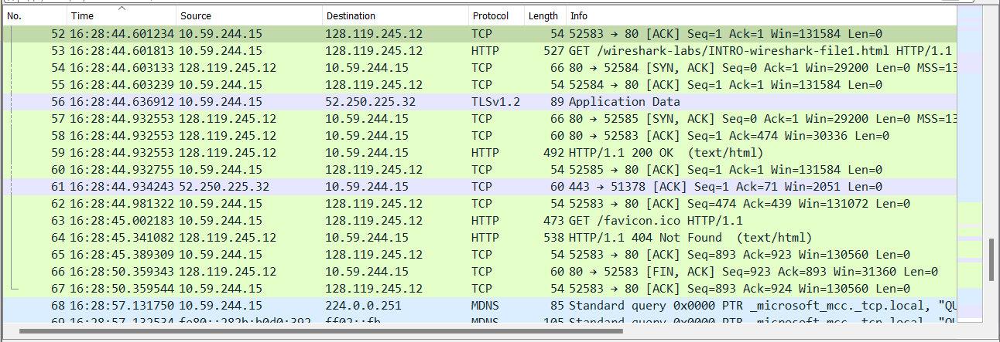 No. Time Source Destination Protocol Length Info
52 16:28:44.601234 10.59.244.15 128.119.245.12 TCP 54 52583 → 80 [ACK] Seq=1 Ack=1 Win=131584 Len=0
53 16:28:44.601813 10.59.244.15 128.119.245.12 HTTP 527 GET /wireshark-labs/INTRO-wireshark-file1.html HTTP/1.1
54 16:28:44.603133 128.119.245.12 10.59.244.15 TCP 66 80 → 52584 [SYN, ACK] Seq=0 Ack=1 Win=29200 Len=0 MSS=13
55 16:28:44.603239 10.59.244.15 128.119.245.12 TCP 54 52584 → 80 [ACK] Seq=1 Ack=1 Win=131584 Len=0
56 16:28:44.636912 10.59.244.15 52.250.225.32 TLSv1.2 89 Application Data
57 16:28:44.932553 128.119.245.12 10.59.244.15 TCP 66 80 → 52585 [SYN, ACK] Seq=0 Ack=1 Win=29200 Len=0 MSS=13
58 16:28:44.932553 128.119.245.12 10.59.244.15 TCP 60 80 → 52583 [ACK] Seq=1 Ack=474 Win=30336 Len=0
59 16:28:44.932553 128.119.245.12 10.59.244.15 HTTP 492 HTTP/1.1 200 OK (text/html)
60 16:28:44.932755 10.59.244.15 128.119.245.12 TCP 54 52585 → 80 [ACK] Seq=1 Ack=1 Win=131584 Len=0
61 16:28:44.934243 52.250.225.32 10.59.244.15 TCP 60 443 → 51378 [ACK] Seq=1 Ack=71 Win=2051 Len=0
62 16:28:44.981322 10.59.244.15 128.119.245.12 TCP 54 52583 → 80 [ACK] Seq=474 Ack=439 Win=131072 Len=0
63 16:28:45.002183 10.59.244.15 128.119.245.12 HTTP 473 GET /favicon.ico HTTP/1.1
64 16:28:45.341082 128.119.245.12 10.59.244.15 HTTP 538 HTTP/1.1 404 Not Found (text/html)
65 16:28:45.389309 10.59.244.15 128.119.245.12 TCP 54 52583 → 80 [ACK] Seq=893 Ack=923 Win=130560 Len=0
66 16:28:50.359343 128.119.245.12 10.59.244.15 TCP 60 80 → 52583 [FIN, ACK] Seq=923 Ack=893 Win=31360 Len=0
67 16:28:50.359544 10.59.244.15 128.119.245.12 TCP 54 52583 → 80 [ACK] Seq=893 Ack=924 Win=130560 Len=0
68 16:28:57.131750 10.59.244.15 224.0.0.251 MDNS 85 Standard query 0x0000 PTR _microsoft_mcc._tcp.local, "QU
69 16:28:57.132534 fe80::282b:b0d0:392 ff02::fb MDNS 105 Standard query 0x0000 PTR _microsoft_mcc._tcp.local, "QU